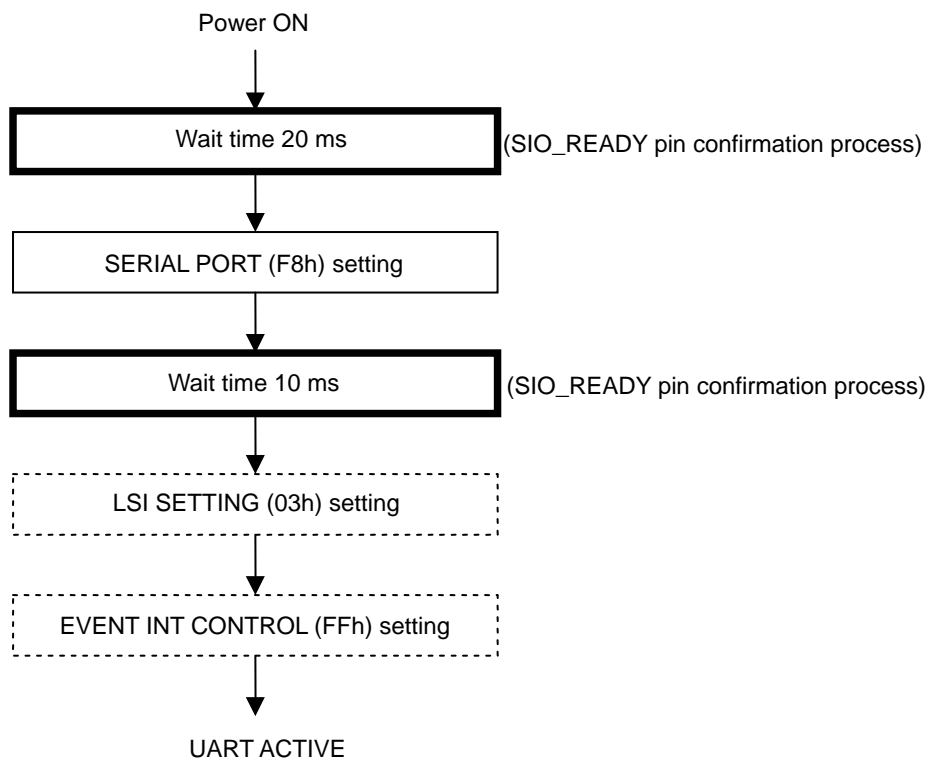 Power ON
Wait time 20 ms
(SIO_READY pin confirmation process)
SERIAL PORT (F8h) setting
Wait time 10 ms
(SIO_READY pin confirmation process)
LSI SETTING (03h) setting
EVENT INT CONTROL (FFh) setting
UART ACTIVE